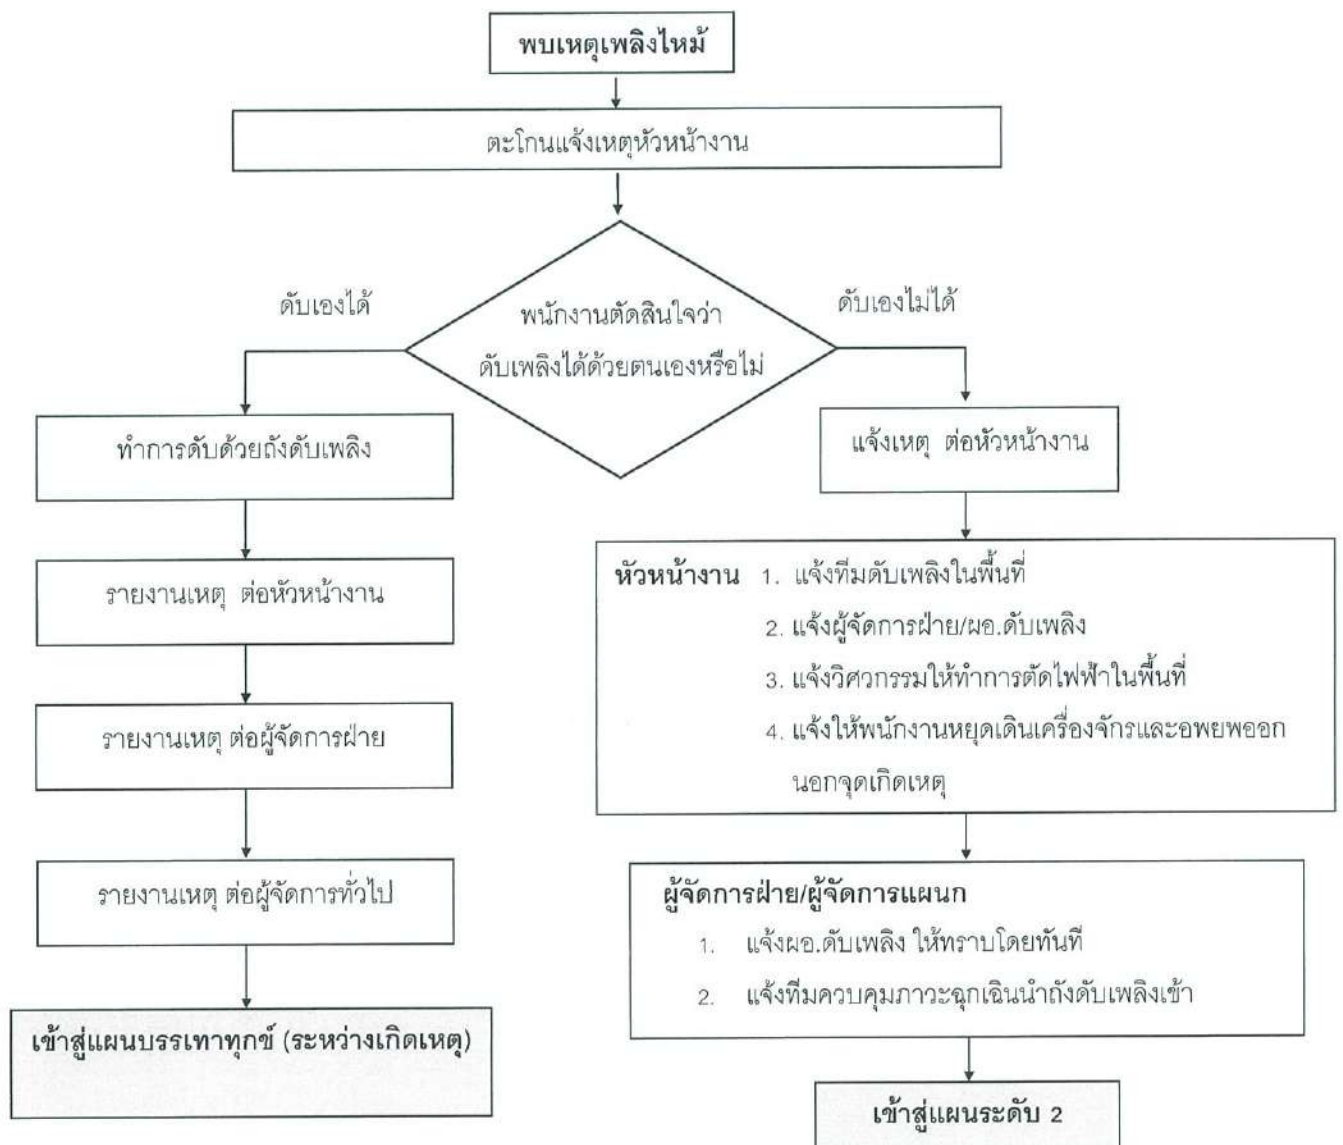 พบเหตุเพลิงไหม้
ตะโกนแจ้งเหตุหัวหน้างาน
พนักงานตัดสินใจว่า
ดับเพลิงได้ด้วยตนเองหรือไม่
ดับเองได้
ทำการดับด้วยถังดับเพลิง
รายงานเหตุ ต่อหัวหน้างาน
รายงานเหตุ ต่อผู้จัดการฝ่าย
รายงานเหตุ ต่อผู้จัดการทั่วไป
เข้าสู่แผนบรรเทาทุกข์ (ระหว่างเกิดเหตุ)
ดับเองไม่ได้
แจ้งเหตุ ต่อหัวหน้างาน
หัวหน้างาน 1. แจ้งทีมดับเพลิงในพื้นที่
2. แจ้งผู้จัดการฝ่าย/ผอ.ดับเพลิง
3. แจ้งวิศวกรรมให้ทำการตัดไฟฟ้าในพื้นที่
4. แจ้งให้พนักงานหยุดเดินเครื่องจักรและอพยพออก
นอกจุดเกิดเหตุ
ผู้จัดการฝ่าย/ผู้จัดการแผนก
1. แจ้งผอ.ดับเพลิง ให้ทราบโดยทันที
2. แจ้งทีมควบคุมภาวะฉุกเฉินนำถังดับเพลิงเข้า
เข้าสู่แผนระดับ 2